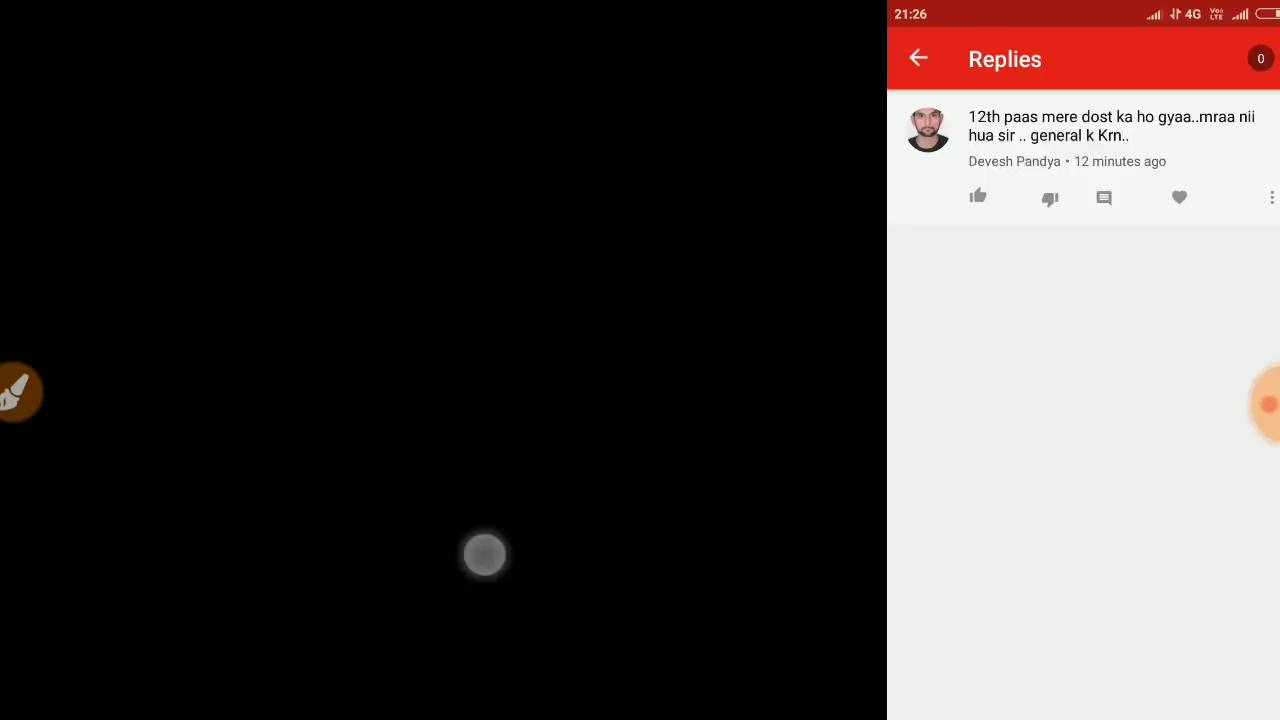 21:26
4G VoLTE
Replies
0
12th paas mere dost ka ho gyaa..mraa nii
hua sir .. general k Krn..
Devesh Pandya • 12 minutes ago